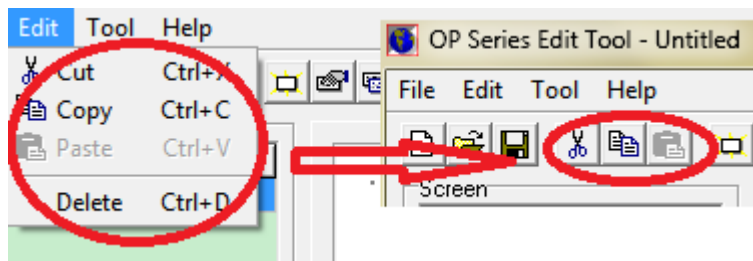 Edit Tool Help
Cut Ctrl+X
Copy Ctrl+C
Paste Ctrl+V
Delete Ctrl+D
OP Series Edit Tool - Untitled
File Edit Tool Help
Screen